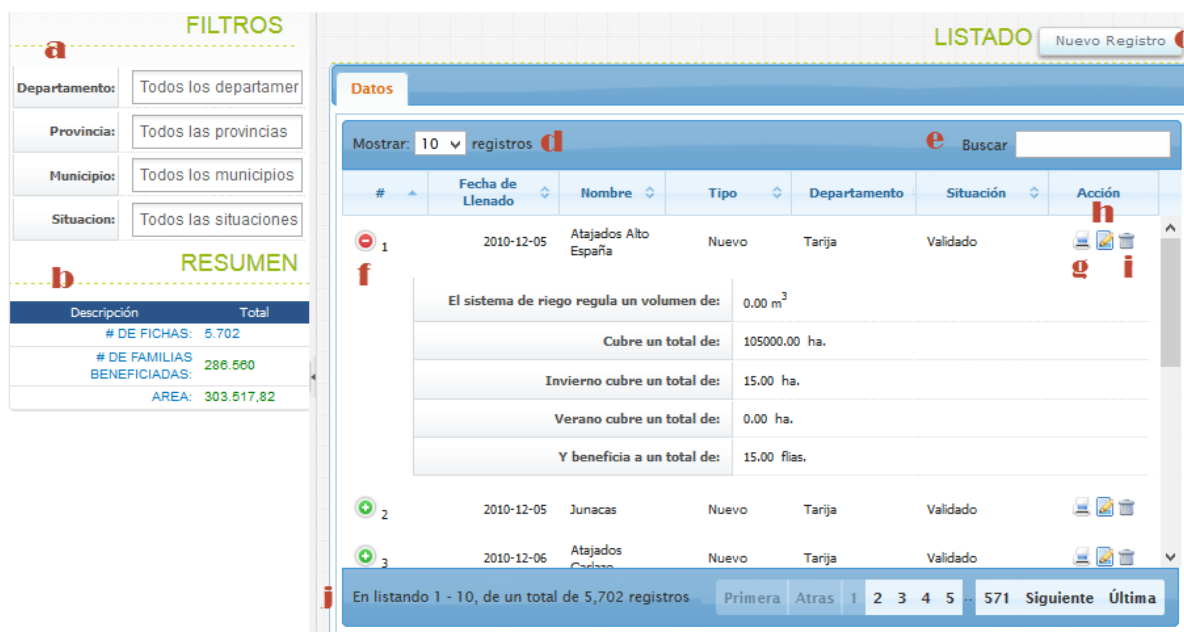 FILTROS
a
Departamento: Todos los departamer
Provincia: Todos las provincias
Municipio: Todos los municipios
Situacion: Todas las situaciones
RESUMEN
b
Descripción Total
# DE FICHAS: 5.702
# DE FAMILIAS
BENEFICIADAS: 286.560
AREA: 303.517,82
LISTADO Nuevo Registro
Datos
Mostrar: 10 registros d e Buscar
# Fecha de
Llenado Nombre Tipo Departamento Situación Acción
h
1 2010-12-05 Atajados Alto
España Nuevo Tarija Validado
f g i
El sistema de riego regula un volumen de: 0.00 m³
Cubre un total de: 105000.00 ha.
Invierno cubre un total de: 15.00 ha.
Verano cubre un total de: 0.00 ha.
Y beneficia a un total de: 15.00 flias.
2 2010-12-05 Junacas Nuevo Tarija Validado
3 2010-12-06 Atajados
Nuevo Tarija Validado
j En listando 1 - 10, de un total de 5,702 registros Primera Atras 1 2 3 4 5 .. 571 Siguiente Última